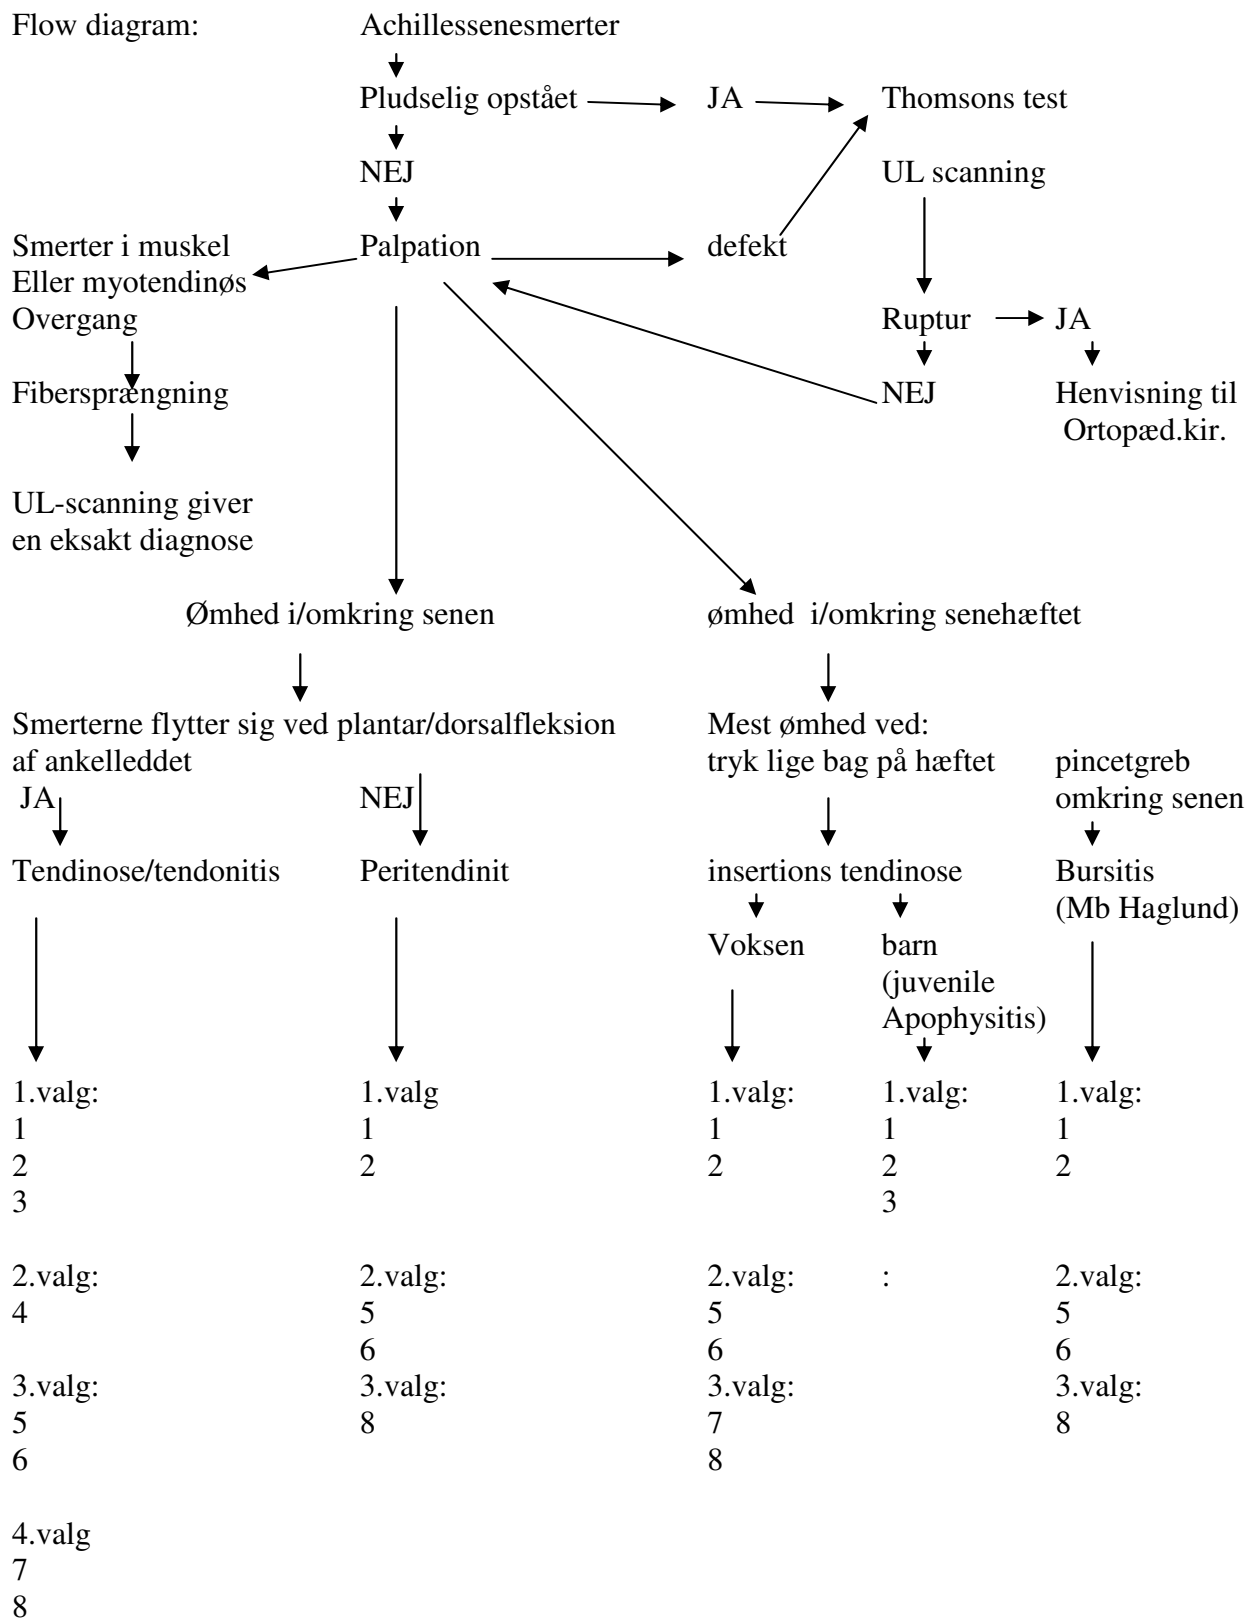 Flow diagram: Achillessenesmerter
Pludselig opstået JA Thomsons test
NEJ UL scanning
Smerter i muskel Palpation defekt
Eller myotendinøs
Overgang Ruptur JA
Fibersprængning NEJ Henvisning til
Ortopæd.kir.
UL-scanning giver
en eksakt diagnose
Ømhed i/omkring senen ømhed i/omkring senehæftet
Smerterne flytter sig ved plantar/dorsalfleksion Mest ømhed ved:
af ankelleddet tryk lige bag på hæftet pincetgreb
JA NEJ omkring senen
Tendinose/tendonitis Peritendinit insertions tendinose Bursitis
(Mb Haglund)
Voksen barn
(juvenile
Apophysitis)
1.valg: 1.valg 1.valg: 1.valg: 1.valg:
1 1 1 1 1
2 2 2 2 2
3 3
2.valg: 2.valg: 2.valg: : 2.valg:
4 5 5 5
6 6 6
3.valg: 3.valg: 3.valg: 3.valg:
5 8 7 8
6 8
4.valg
7
8